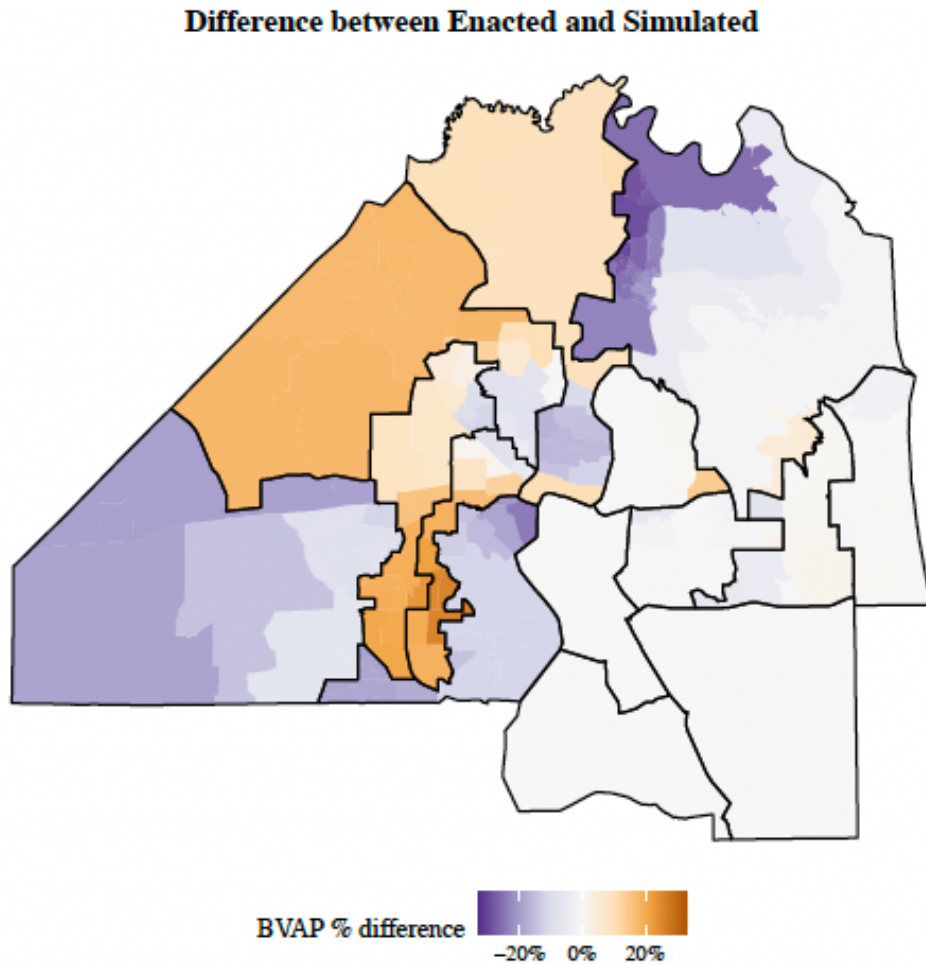 Difference between Enacted and Simulated
BVAP % difference
−20% 0% 20%